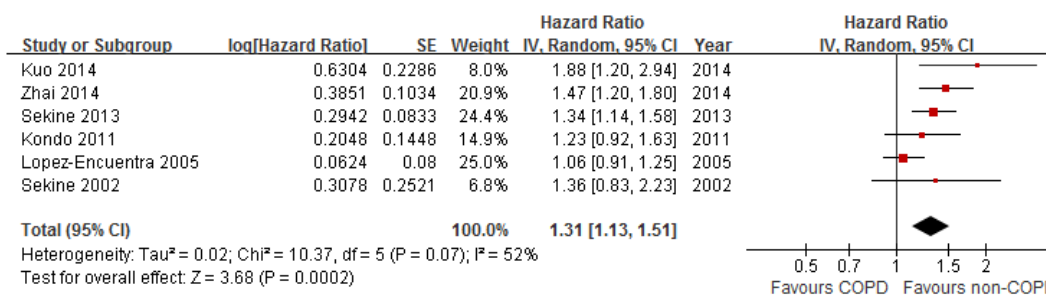 Hazard Ratio Hazard Ratio
Study or Subgroup log[Hazard Ratio] SE Weight IV, Random, 95% CI Year IV, Random, 95% CI
Kuo 2014 0.6304 0.2286 8.0% 1.88 [1.20, 2.94] 2014
Zhai 2014 0.3851 0.1034 20.9% 1.47 [1.20, 1.80] 2014
Sekine 2013 0.2942 0.0833 24.4% 1.34 [1.14, 1.58] 2013
Kondo 2011 0.2048 0.1448 14.9% 1.23 [0.92, 1.63] 2011
Lopez-Encuentra 2005 0.0624 0.08 25.0% 1.06 [0.91, 1.25] 2005
Sekine 2002 0.3078 0.2521 6.8% 1.36 [0.83, 2.23] 2002
Total (95% CI) 100.0% 1.31 [1.13, 1.51]
Heterogeneity: Tau² = 0.02; Chi² = 10.37, df = 5 (P = 0.07); I² = 52%
Test for overall effect: Z = 3.68 (P = 0.0002)
0.5 0.7 1 1.5 2
Favours COPD Favours non-COPD